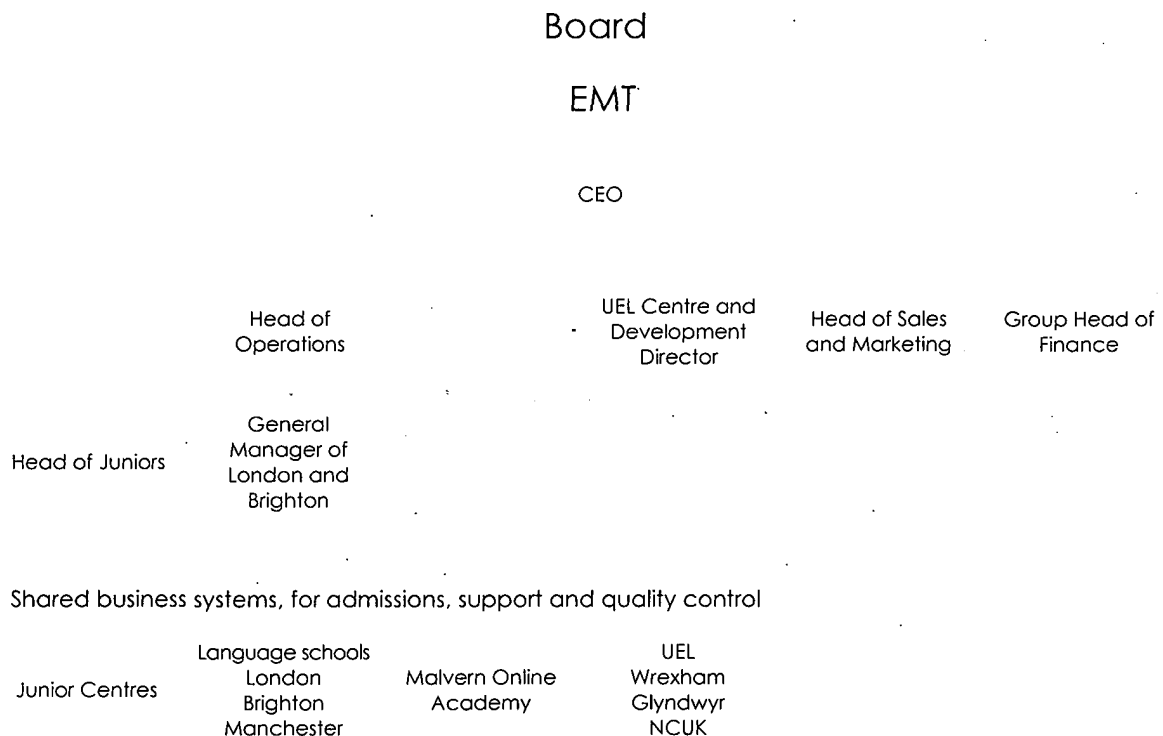 Board
EMT
CEO
Head of
Operations
UEL Centre and
Development
Director
Head of Sales
and Marketing
Group Head of
Finance
Head of Juniors
General
Manager of
London and
Brighton
Shared business systems, for admissions, support and quality control
Junior Centres
Language schools
London
Brighton
Manchester
Malvern Online
Academy
UEL
Wrexham
Glyndwyr
NCUK